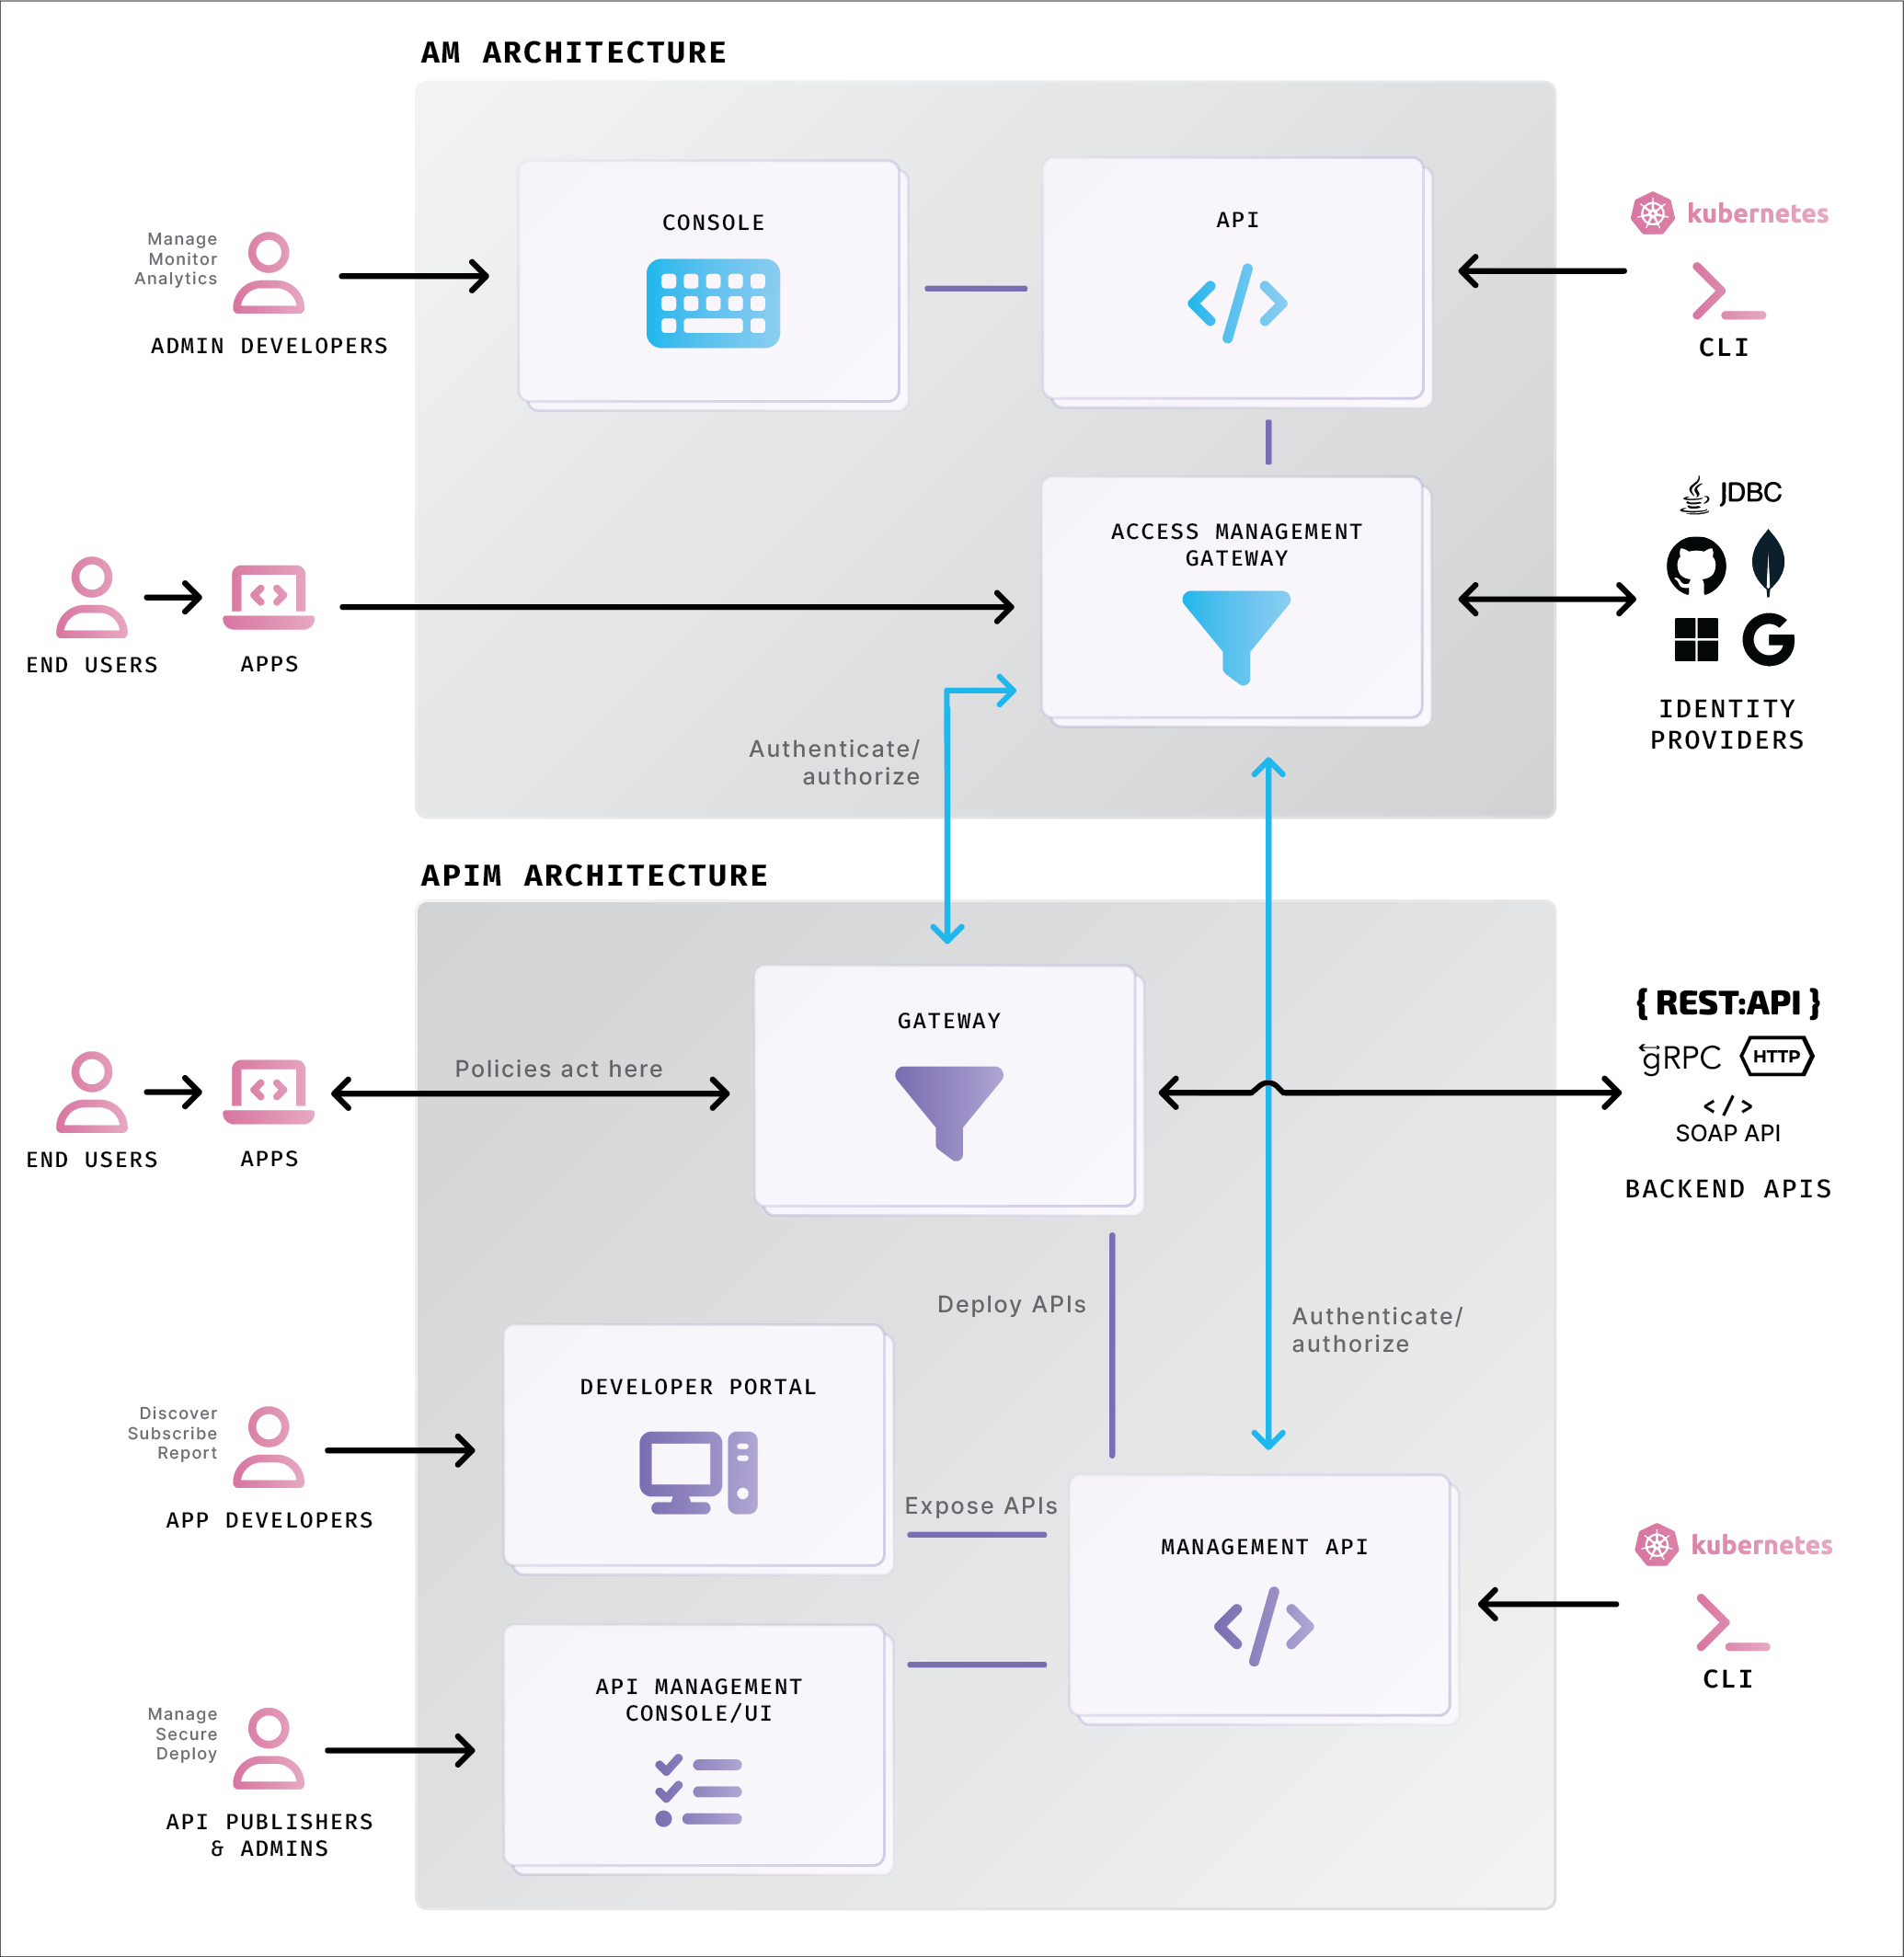 AM ARCHITECTURE
CONSOLE
API
kubernetes
CLI
Manage
Monitor
Analytics
ADMIN DEVELOPERS
ACCESS MANAGEMENT
GATEWAY
JDBC
IDENTITY
PROVIDERS
END USERS
APPS
Authenticate/
authorize
APIM ARCHITECTURE
GATEWAY
Policies act here
END USERS
APPS
{ REST:API }
gRPC
HTTP
</>
SOAP API
BACKEND APIS
Deploy APIs
Authenticate/
authorize
DEVELOPER PORTAL
Discover
Subscribe
Report
APP DEVELOPERS
Expose APIs
MANAGEMENT API
kubernetes
CLI
API MANAGEMENT
CONSOLE/UI
Manage
Secure
Deploy
API PUBLISHERS
& ADMINS